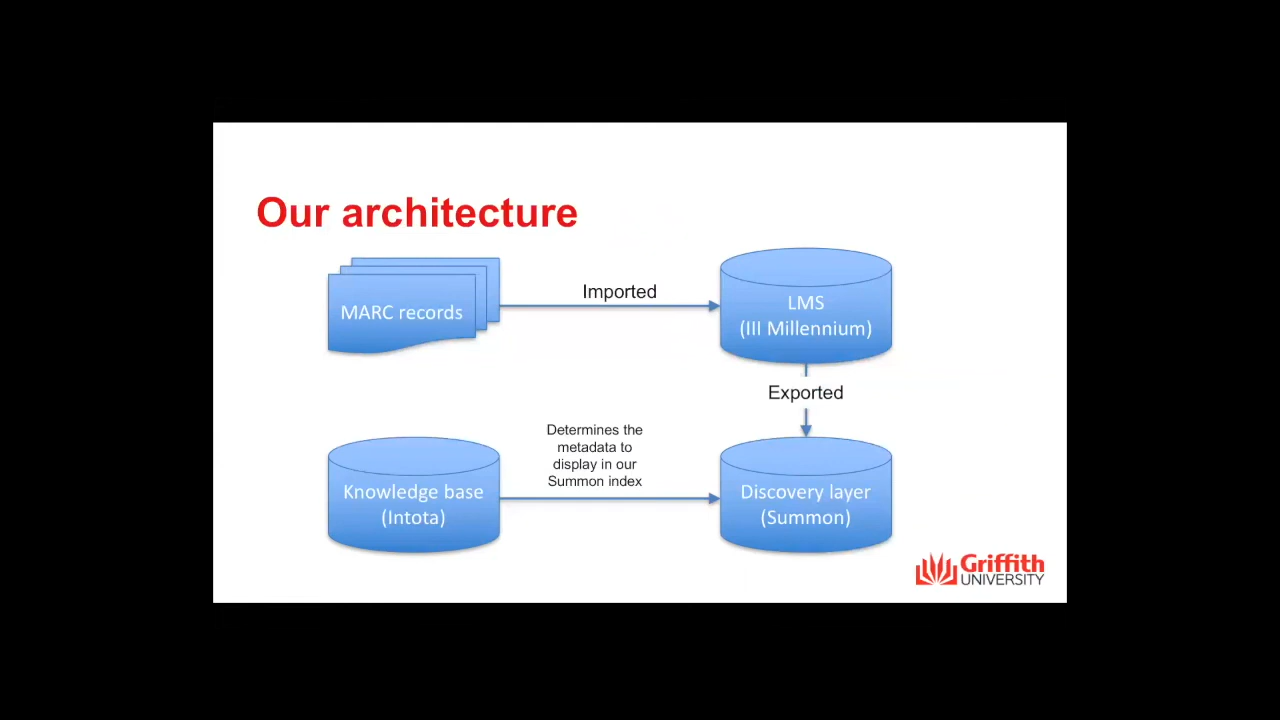 Our architecture
MARC records
Imported
LMS
(III Millennium)
Exported
Determines the
metadata to
display in our
Summon index
Knowledge base
(Intota)
Discovery layer
(Summon)
Griffith
UNIVERSITY